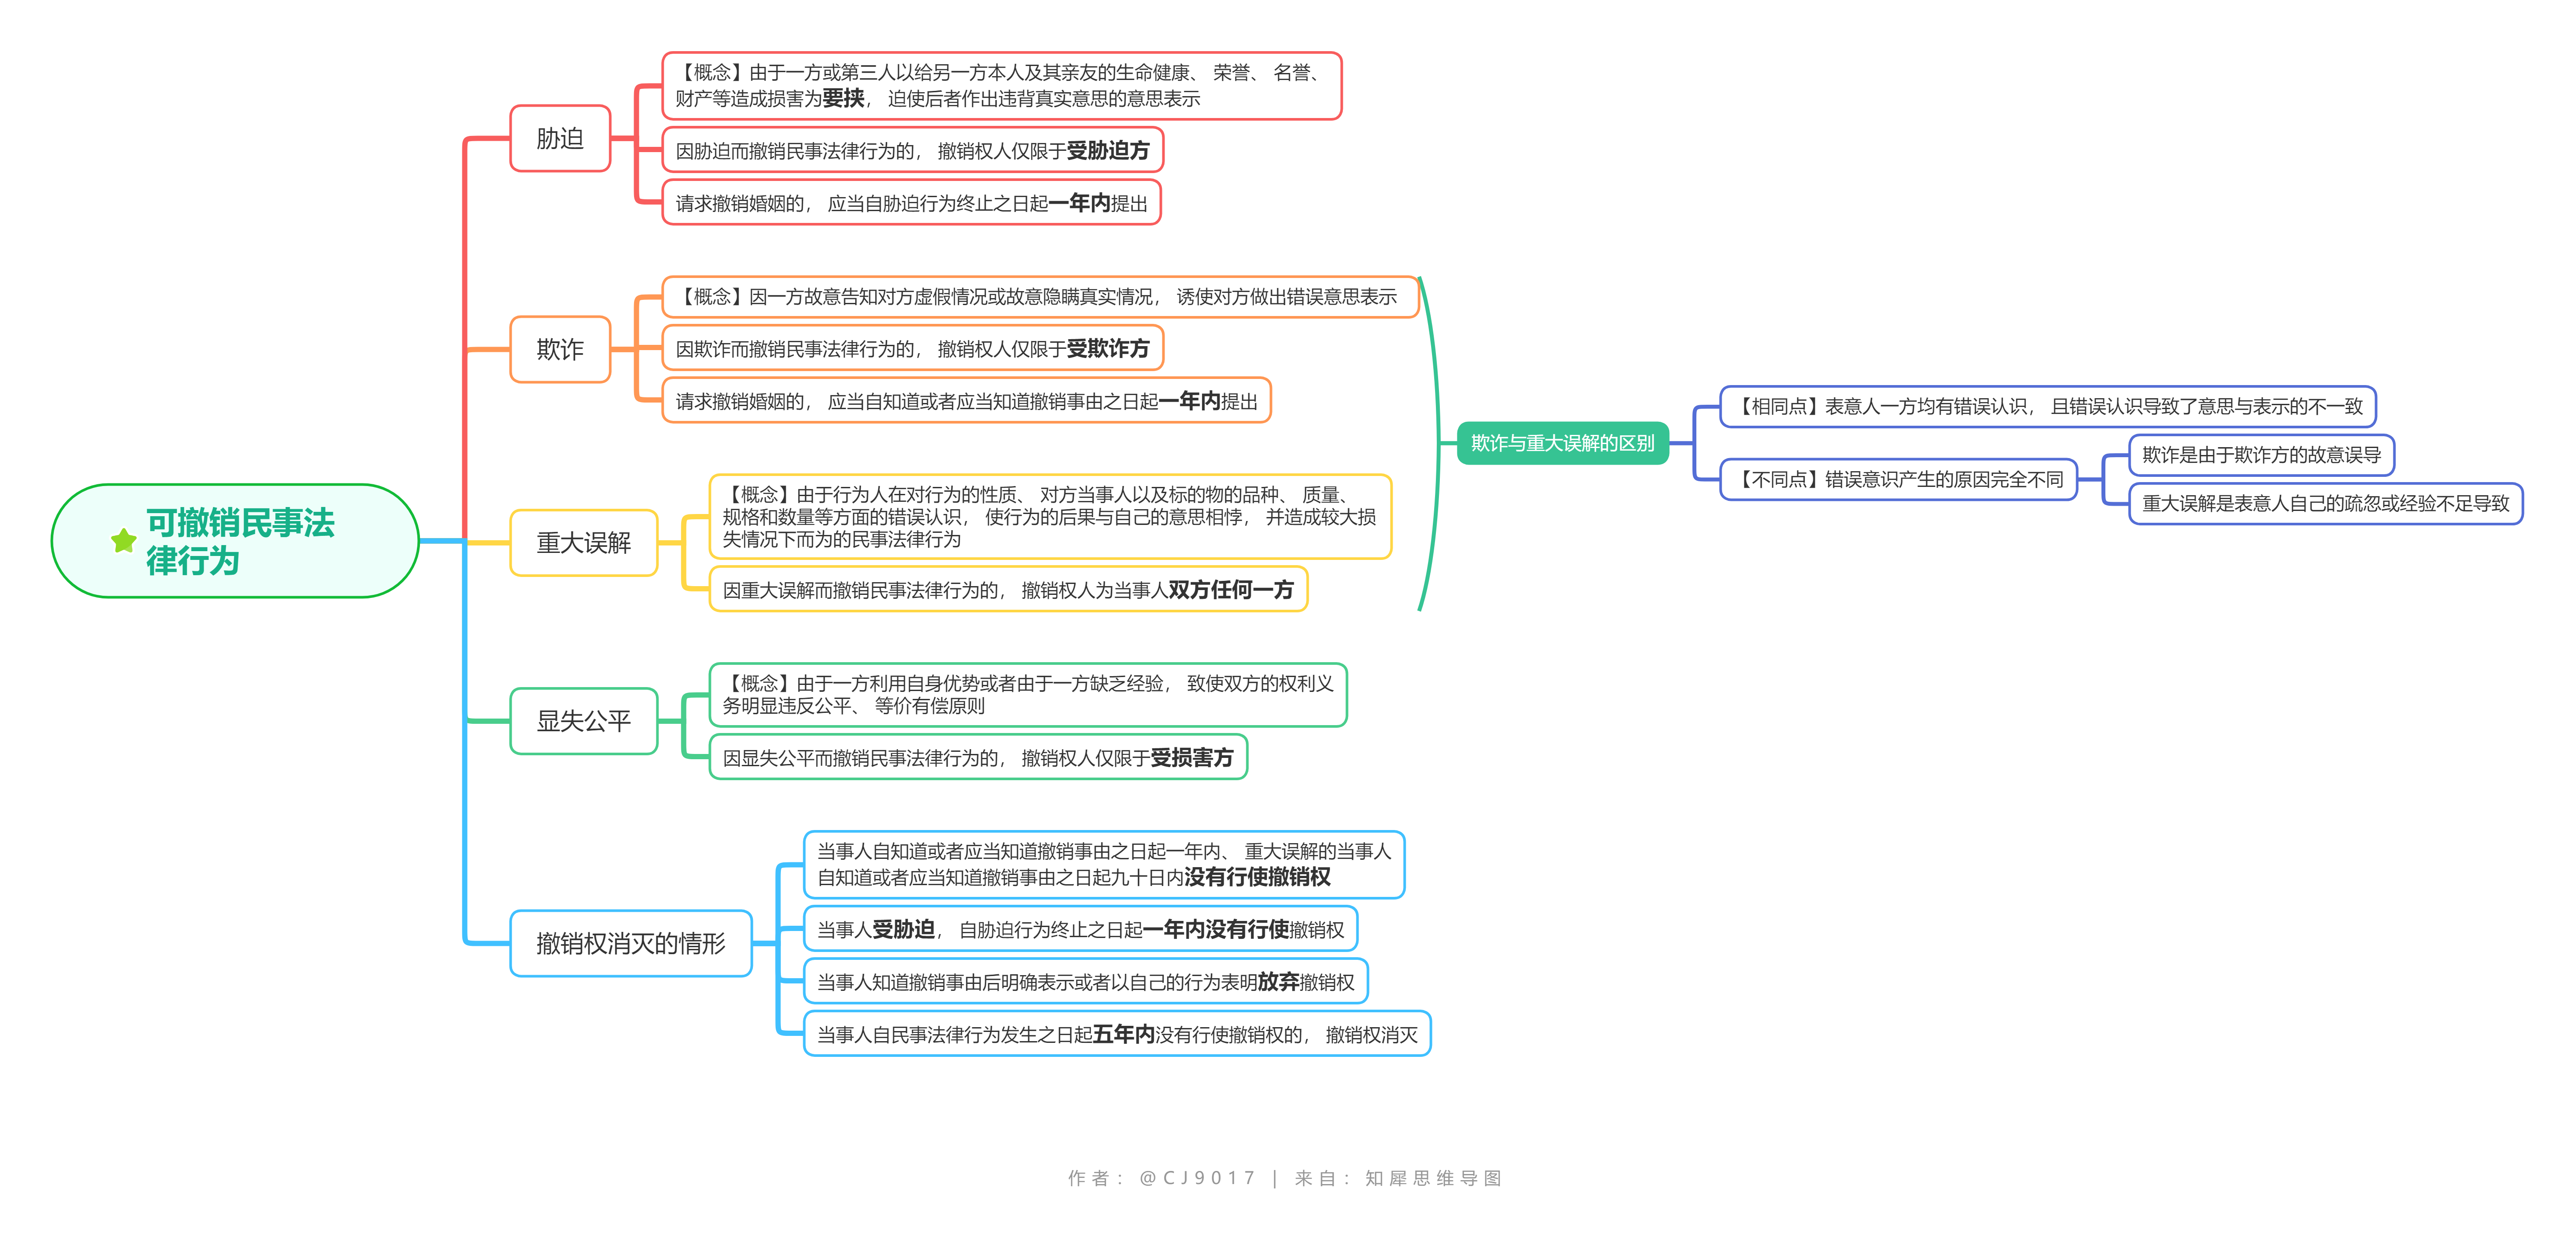 可撤销民事法
律行为
胁迫
【概念】由于一方或第三人以给另一方本人及其亲友的生命健康、 荣誉、 名誉、
财产等造成损害为要挟， 迫使后者作出违背真实意思的意思表示
因胁迫而撤销民事法律行为的， 撤销权人仅限于受胁迫方
请求撤销婚姻的， 应当自胁迫行为终止之日起一年内提出
欺诈
【概念】因一方故意告知对方虚假情况或故意隐瞒真实情况， 诱使对方做出错误意思表示
因欺诈而撤销民事法律行为的， 撤销权人仅限于受欺诈方
请求撤销婚姻的， 应当自知道或者应当知道撤销事由之日起一年内提出
重大误解
【概念】由于行为人在对行为的性质、 对方当事人以及标的物的品种、 质量、
规格和数量等方面的错误认识， 使行为的后果与自己的意思相悖， 并造成较大损
失情况下而为的民事法律行为
因重大误解而撤销民事法律行为的， 撤销权人为当事人双方任何一方
欺诈与重大误解的区别
【相同点】表意人一方均有错误认识， 且错误认识导致了意思与表示的不一致
【不同点】错误意识产生的原因完全不同
欺诈是由于欺诈方的故意误导
重大误解是表意人自己的疏忽或经验不足导致
显失公平
【概念】由于一方利用自身优势或者由于一方缺乏经验， 致使双方的权利义
务明显违反公平、 等价有偿原则
因显失公平而撤销民事法律行为的， 撤销权人仅限于受损害方
撤销权消灭的情形
当事人自知道或者应当知道撤销事由之日起一年内、 重大误解的当事人
自知道或者应当知道撤销事由之日起九十日内没有行使撤销权
当事人受胁迫， 自胁迫行为终止之日起一年内没有行使撤销权
当事人知道撤销事由后明确表示或者以自己的行为表明放弃撤销权
当事人自民事法律行为发生之日起五年内没有行使撤销权的， 撤销权消灭
作者：@CJ9017 | 来自：知犀思维导图